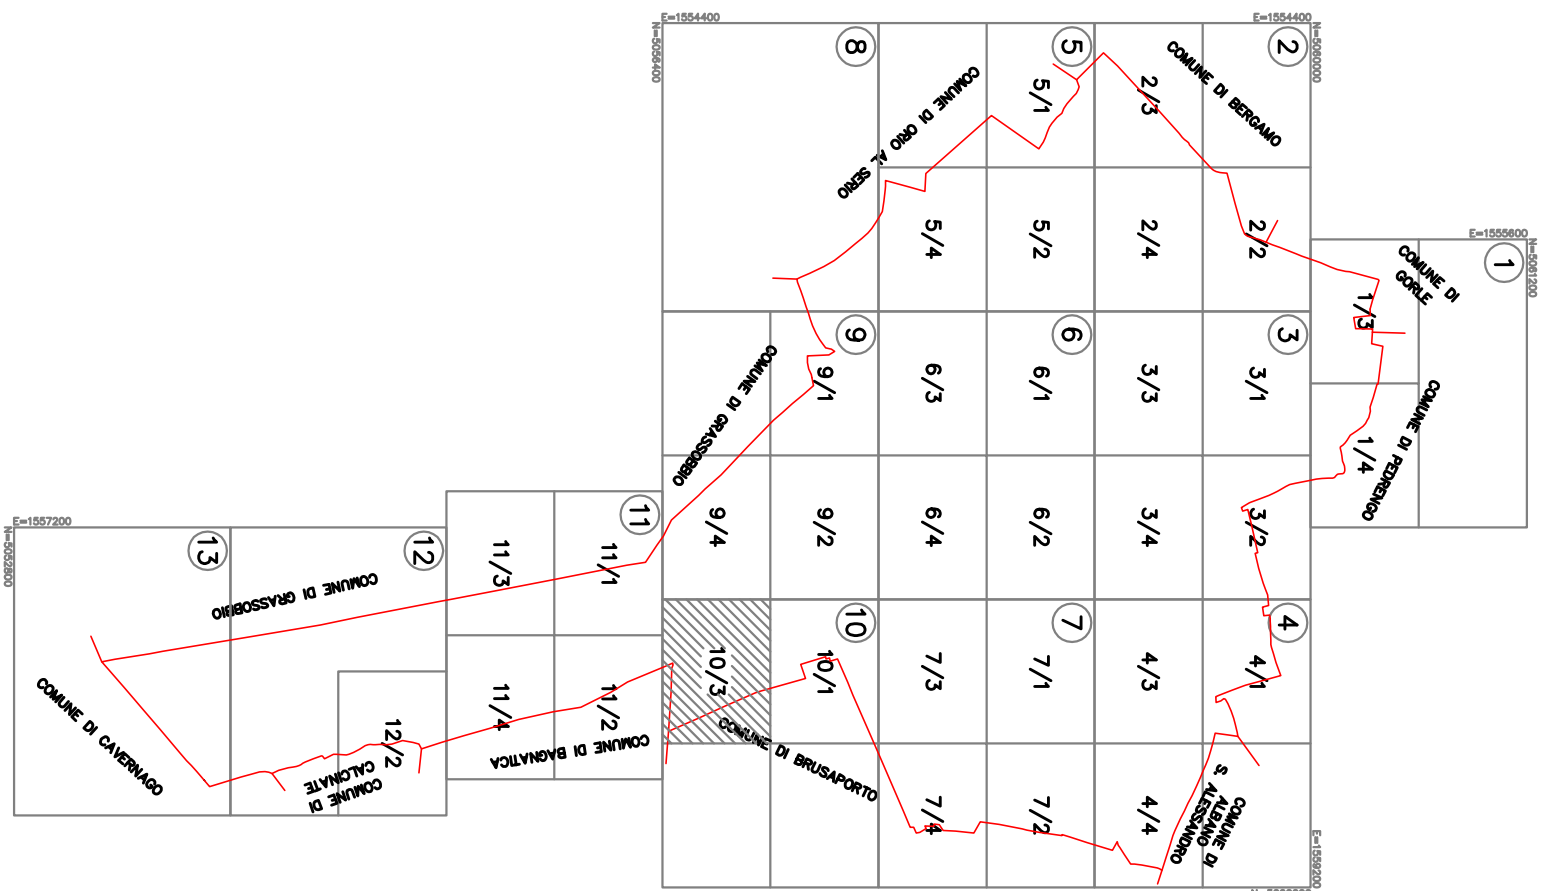 E=1554400
N=5056400
E=1554400
N=5060000
E=1555600
N=5061200
1
COMUNE DI
GORLE
1/3
1/4
COMUNE DI PEDRENGO
2
COMUNE DI BERGAMO
2/3
2/2
2/4
3
3/1
3/2
3/3
3/4
4
4/1
4/3
4/4
COMUNE DI
ALBANO
S. ALESSANDRO
E=1559200
5
5/1
5/2
5/4
COMUNE DI ORIO AL SERIO
6
6/1
6/2
6/3
6/4
7
7/1
7/2
7/3
7/4
8
9
9/1
9/2
9/4
COMUNE DI GRASSOBBIO
10
10/1
10/3
COMUNE DI BRUSAPORTO
11
11/1
11/2
11/3
11/4
COMUNE DI BAGNATICA
12
12/2
COMUNE DI
CALCINATE
COMUNE DI GRASSOBBIO
13
COMUNE DI CAVERNAGO
E=1557200
N=5052800